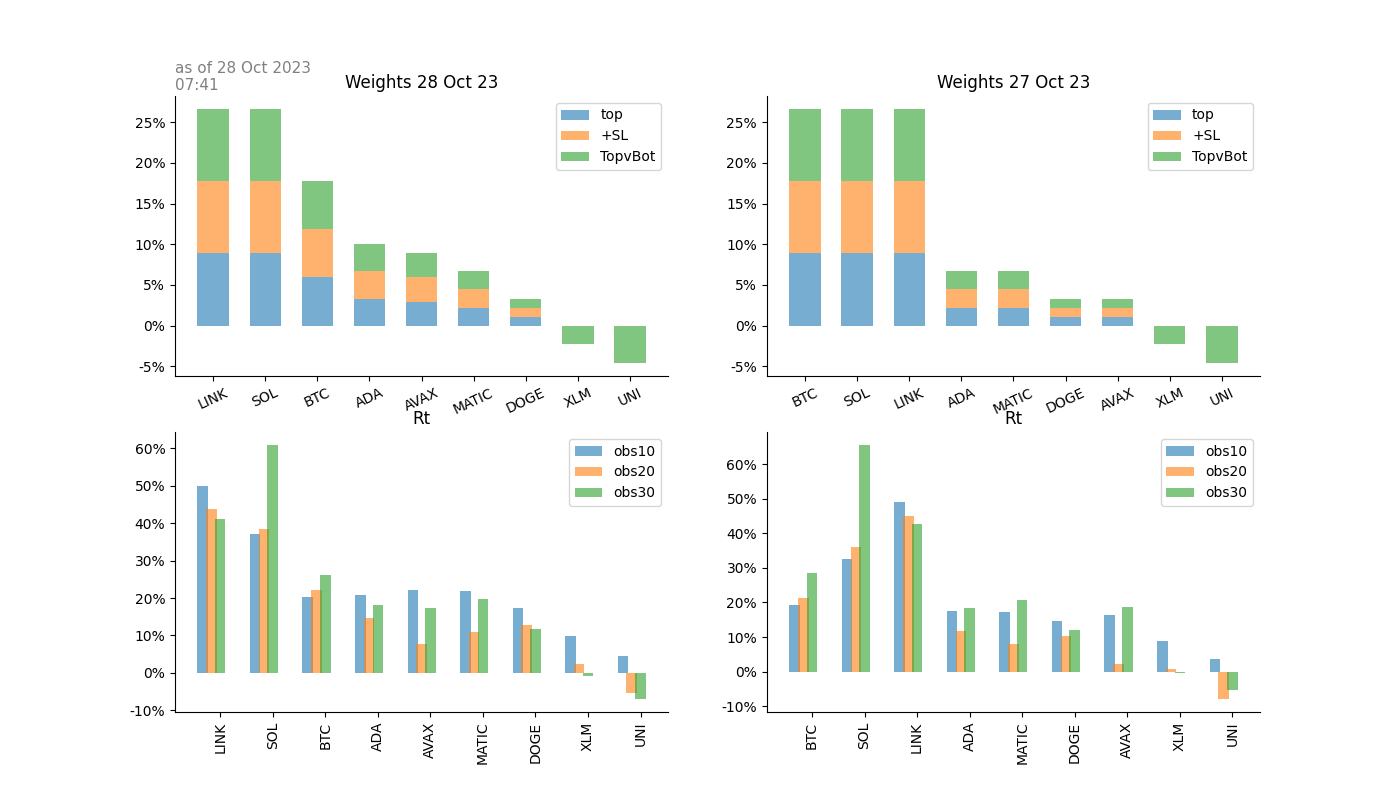 as of 28 Oct 2023
07:41
Weights 28 Oct 23
25%
20%
15%
10%
5%
0%
-5%
top
+SL
TopvBot
LINK SOL BTC ADA AVAX MATIC DOGE XLM UNI
Weights 27 Oct 23
25%
20%
15%
10%
5%
0%
-5%
top
+SL
TopvBot
BTC SOL LINK ADA MATIC DOGE AVAX XLM UNI
Rt
60%
50%
40%
30%
20%
10%
0%
-10%
obs10
obs20
obs30
LINK SOL BTC ADA AVAX MATIC DOGE XLM UNI
Rt
60%
50%
40%
30%
20%
10%
0%
-10%
obs10
obs20
obs30
BTC SOL LINK ADA MATIC DOGE AVAX XLM UNI